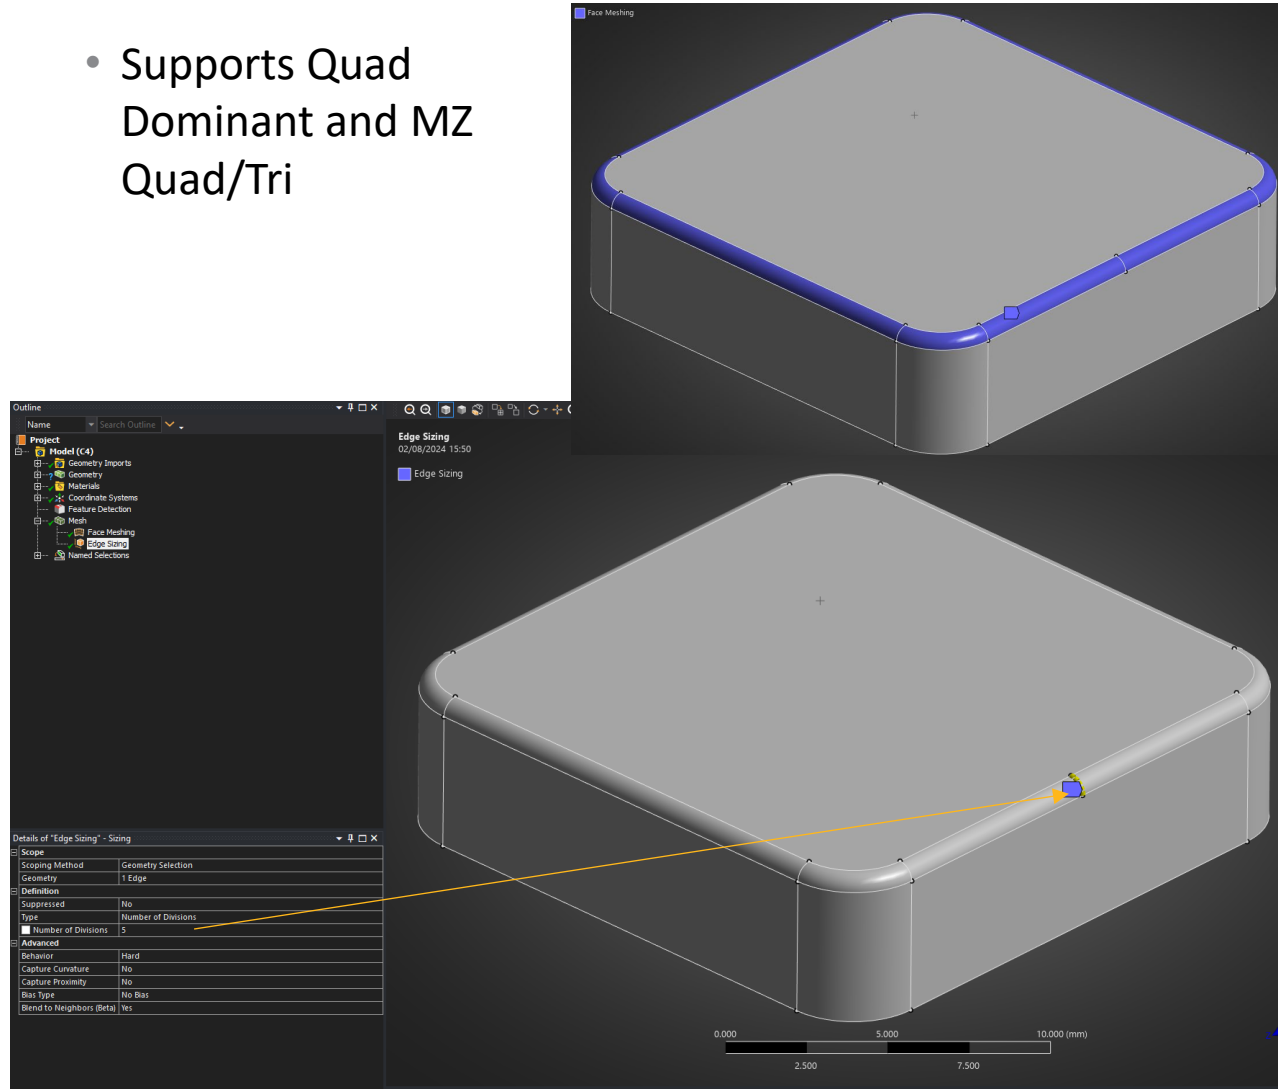 • Supports Quad
Dominant and MZ
Quad/Tri
Face Meshing
Outline
Name
Search Outline
Project
Model (C4)
Geometry Imports
Geometry
Materials
Coordinate Systems
Feature Detection
Mesh
Face Meshing
Edge Sizing
Named Selections
Edge Sizing
02/08/2024 15:50
Edge Sizing
Details of "Edge Sizing" - Sizing
Scope
Scoping Method Geometry Selection
Geometry 1 Edge
Definition
Suppressed No
Type Number of Divisions
Number of Divisions 5
Advanced
Behavior Hard
Capture Curvature No
Capture Proximity No
Bias Type No Bias
Blend to Neighbors (Beta) Yes
0.000 5.000 10.000 (mm)
2.500 7.500